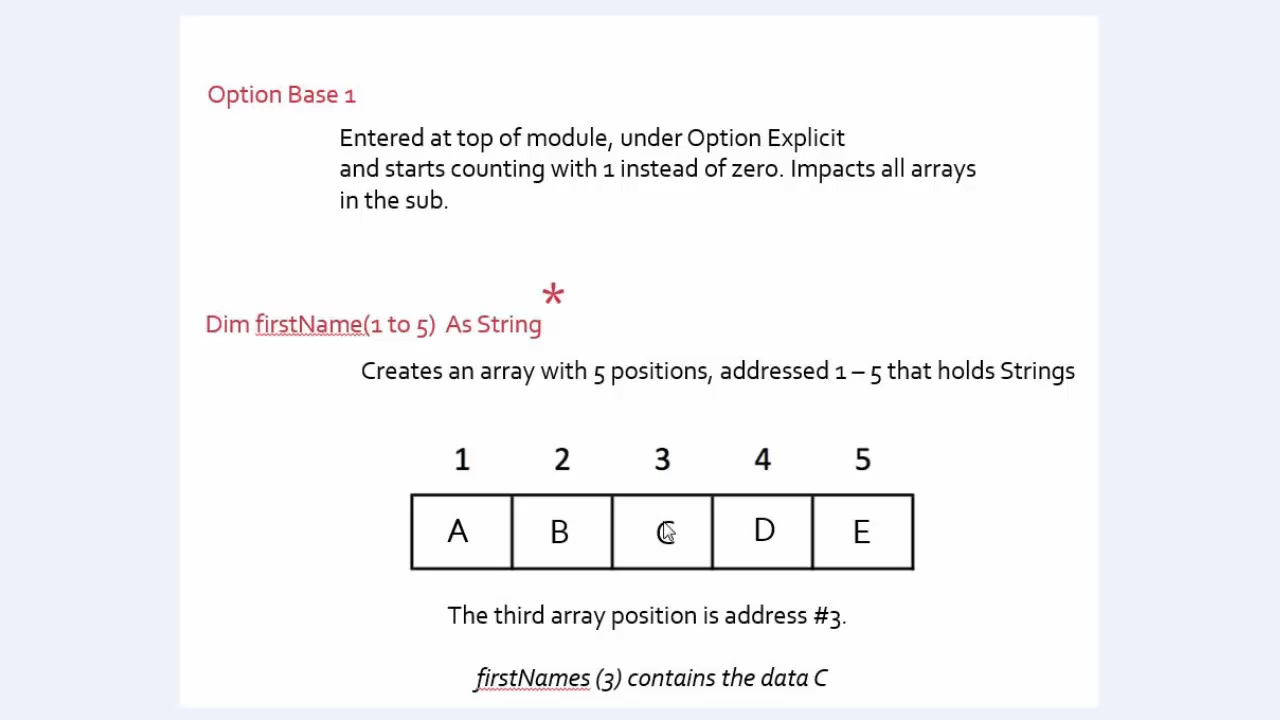 Option Base 1
Entered at top of module, under Option Explicit
and starts counting with 1 instead of zero. Impacts all arrays
in the sub.
*
Dim firstName(1 to 5) As String
Creates an array with 5 positions, addressed 1 – 5 that holds Strings
1 2 3 4 5
A B C D E
The third array position is address #3.
firstNames (3) contains the data C